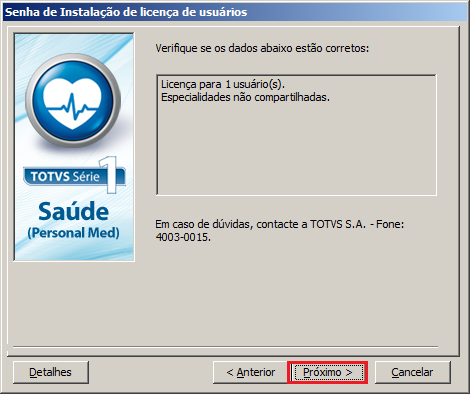 Senha de Instalação de licença de usuários
Verifique se os dados abaixo estão corretos:
Licença para 1 usuário(s).
Especialidades não compartilhadas.
TOTVS Série 1
Saúde
(Personal Med)
Em caso de dúvidas, contacte a TOTVS S.A. - Fone:
4003-0015.
Detalhes
< Anterior
Próximo >
Cancelar